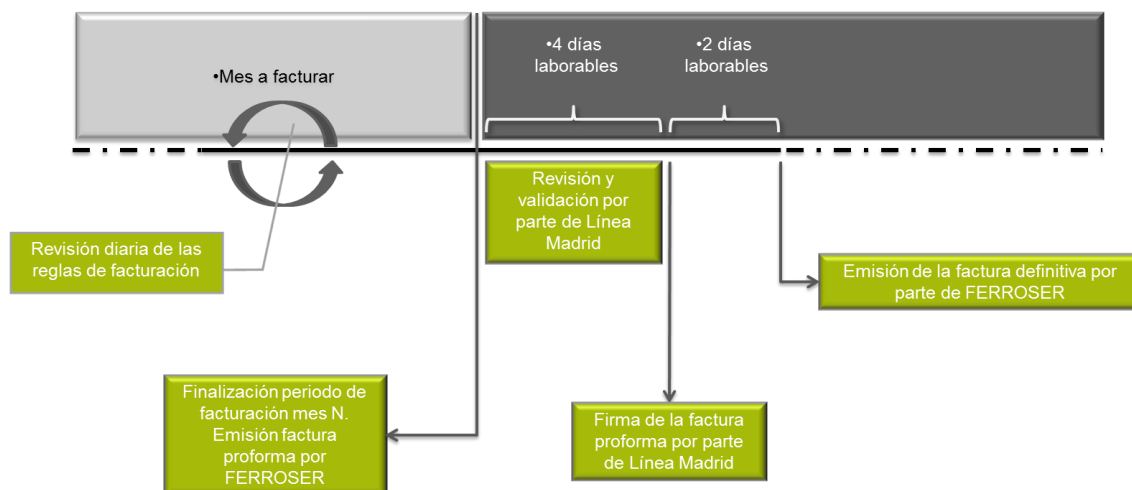 •Mes a facturar
•4 días
laborables
•2 días
laborables
Revisión diaria de las
reglas de facturación
Revisión y
validación por
parte de Línea
Madrid
Emisión de la factura definitiva por
parte de FERROSER
Finalización periodo de
facturación mes N.
Emisión factura
proforma por
FERROSER
Firma de la factura
proforma por parte
de Línea Madrid